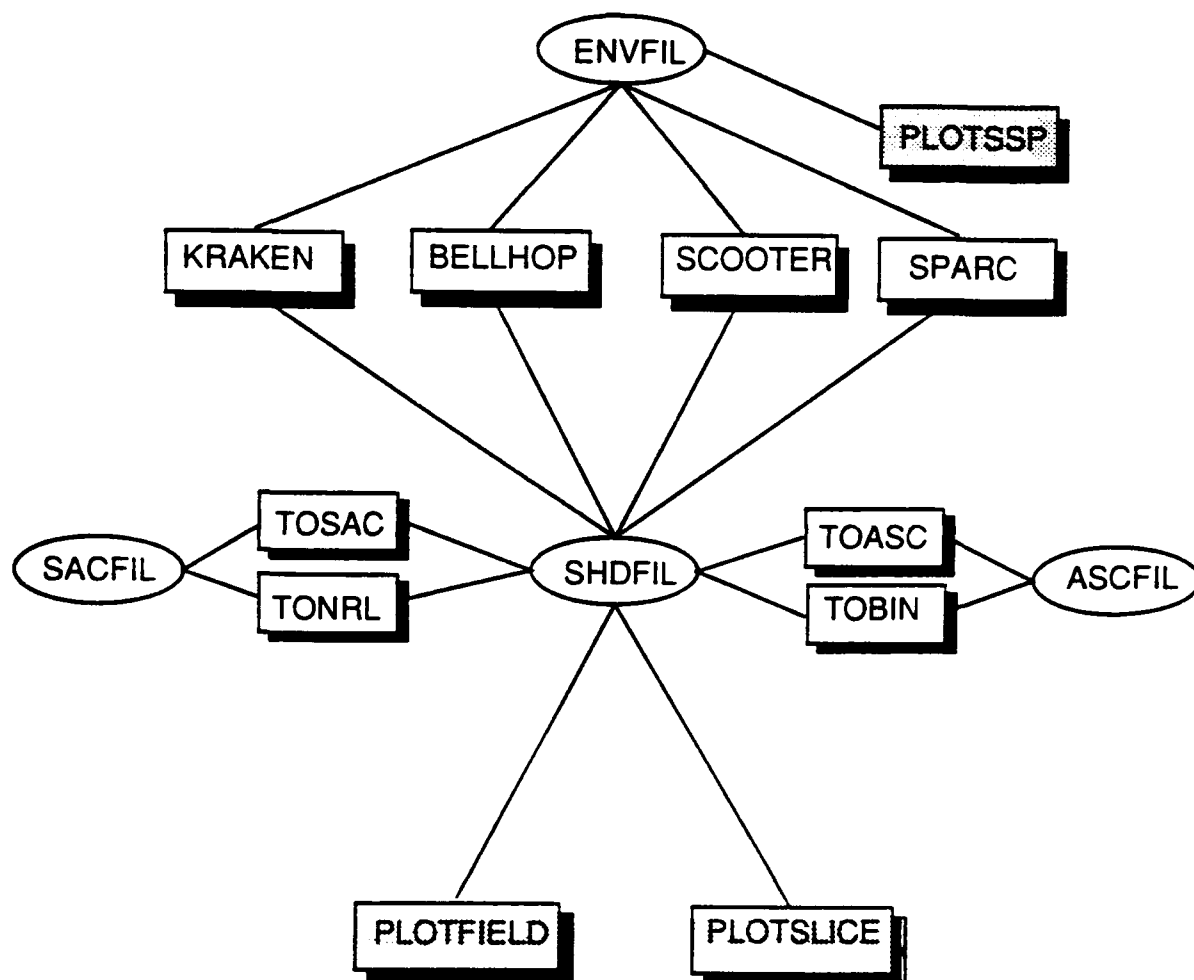 ENVFIL
PLOTSSP
KRAKEN
BELLHOP
SCOOTER
SPARC
TOSAC
TOASC
SACFIL
SHDFIL
ASCFIL
TONRL
TOBIN
PLOTFIELD
PLOTSLICE